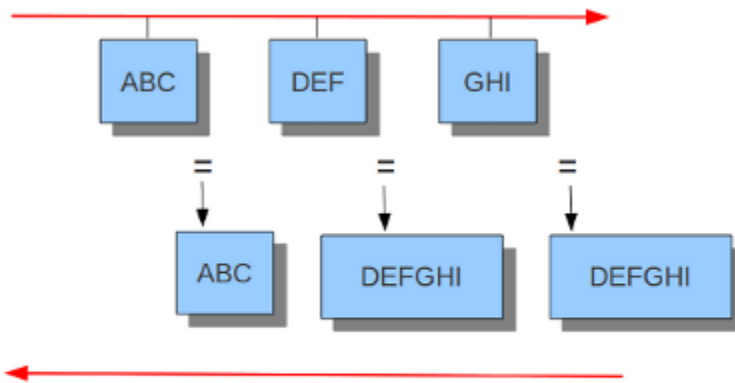 ABC DEF GHI
= = =
ABC DEFGHI DEFGHI